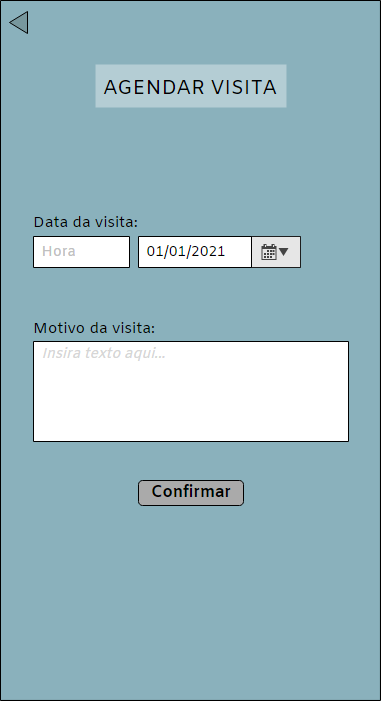 AGENDAR VISITA
Data da visita:
Hora 01/01/2021
Motivo da visita:
Insira texto aqui...
Confirmar